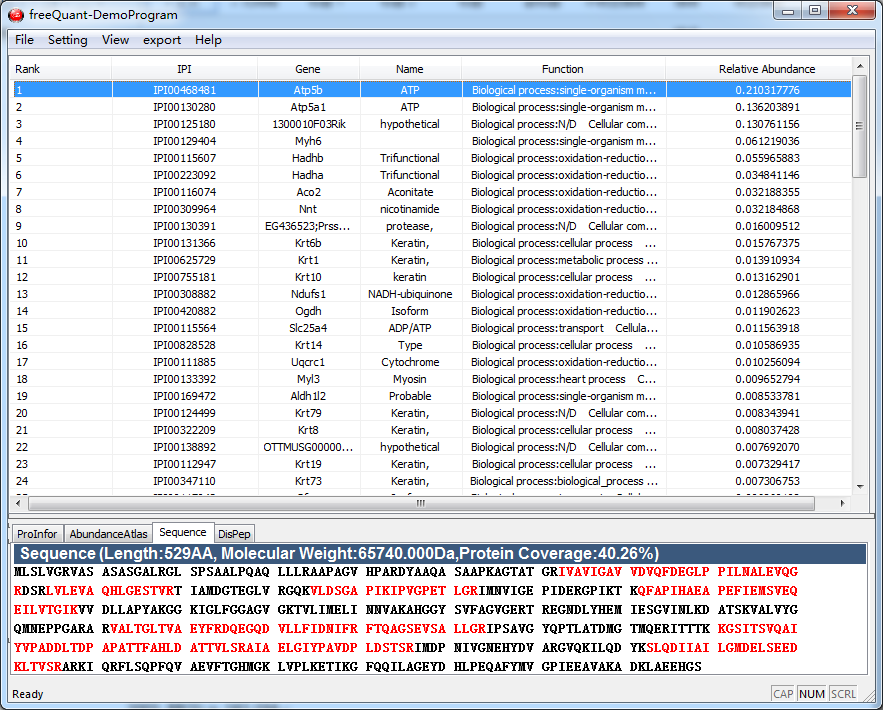 freeQuant-DemoProgram
File Setting View export Help
Rank IPI Gene Name Function Relative Abundance
1 IPI00468481 Atp5b ATP Biological process:single-organism m... 0.210317776
2 IPI00130280 Atp5a1 ATP Biological process:single-organism m... 0.136203891
3 IPI00125180 1300010F03Rik hypothetical Biological process:N/D Cellular com... 0.130761156
4 IPI00129404 Myh6 Biological process:single-organism m... 0.061219036
5 IPI00115607 Hadhb Trifunctional Biological process:oxidation-reductio... 0.055965883
6 IPI00223092 Hadha Trifunctional Biological process:oxidation-reductio... 0.034841146
7 IPI00116074 Aco2 Aconitate Biological process:oxidation-reductio... 0.032188355
8 IPI00309964 Nnt nicotinamide Biological process:oxidation-reductio... 0.032184868
9 IPI00130391 EG436523;Prss... protease, Biological process:N/D Cellular com... 0.016009512
10 IPI00131366 Krt6b Keratin, Biological process:cellular process ... 0.015767375
11 IPI00625729 Krt1 Keratin, Biological process:metabolic process ... 0.013910934
12 IPI00755181 Krt10 keratin Biological process:cellular process ... 0.013162901
13 IPI00308882 Ndufs1 NADH-ubiquinone Biological process:oxidation-reductio... 0.012865966
14 IPI00420882 Ogdh Isoform Biological process:oxidation-reductio... 0.011902623
15 IPI00115564 Slc25a4 ADP/ATP Biological process:transport Cellula... 0.011563918
16 IPI00828528 Krt14 Type Biological process:cellular process ... 0.010586935
17 IPI00111885 Uqcrc1 Cytochrome Biological process:oxidation-reductio... 0.010256094
18 IPI00133392 Myl3 Myosin Biological process:heart process C... 0.009652794
19 IPI00169472 Aldh1l2 Probable Biological process:single-organism m... 0.008533781
20 IPI00124499 Krt79 Keratin, Biological process:N/D Cellular com... 0.008343941
21 IPI00322209 Krt8 Keratin, Biological process:cellular process ... 0.008037428
22 IPI00138892 OTTMUSG00000... hypothetical Biological process:N/D Cellular com... 0.007692070
23 IPI00112947 Krt19 Keratin, Biological process:cellular process ... 0.007329417
24 IPI00347110 Krt73 Keratin, Biological process:biological_process ... 0.007306753
ProInfor AbundanceAtlas Sequence DisPep
Sequence (Length:529AA, Molecular Weight:65740.000Da,Protein Coverage:40.26%)
MLSLVGRVAS ASASGALRGL SPSAALPQAQ LLLRAAPAGV HPARDYAAQA SAAPKAGTAT GRIVAVIGAV VDVQFDEGLP PILNALEVQG
RDSRLVLEVA QHLGESTVRT IAMDGTEGLV RGQKVLDSGA PIKIPVGPET LGRIMNVIGE PIDERGPIKT KQFAPIHAEA PEFIEMSVEQ
EILVTGIKVV DLLAPYAKGG KIGLFGGAGV GKTVLIMELI NNVAKAHGGY SVFAGVGERT REGNDLYHEM IESGVINLKD ATSKVALVYG
QMNEPPGARA RVALTGLTVA EYFRDQEGQD VLLFIDNIFR FTQAGSEVSA LLGRIPSAVG YQPTLATDMG TMQERITTTK KGSITSVQAI
YVPADDLTDP APATTFAHLD ATTVLSRAIA ELGIYPAVDP LDSTSRIMDP NIVGNEHYDV ARGVQKILQD YKSLQDIIAI LGMDELSEED
KLTVSRARKI QRFLSQPFQV AEVFTGHMGK LVPLKETIKG FQQILAGEYD HLPEQAFYMV GPIEEAVAKA DKLAEEHGS
Ready CAP NUM SCRL